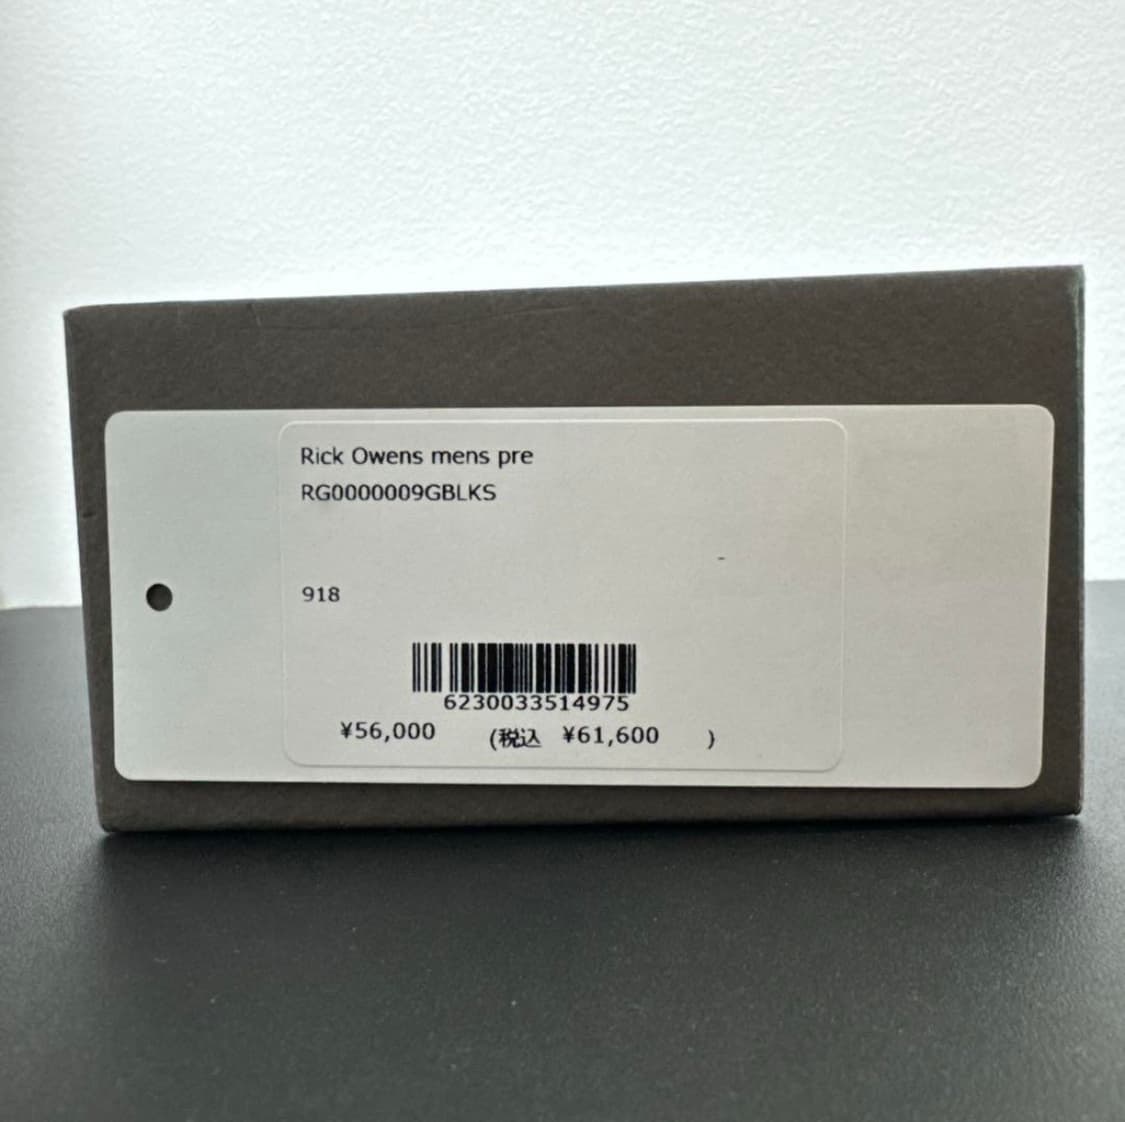 Rick Owens mens pre
RG0000009GBLKS
-
918
6230033514975
¥56,000 (税込 ¥61,600 )